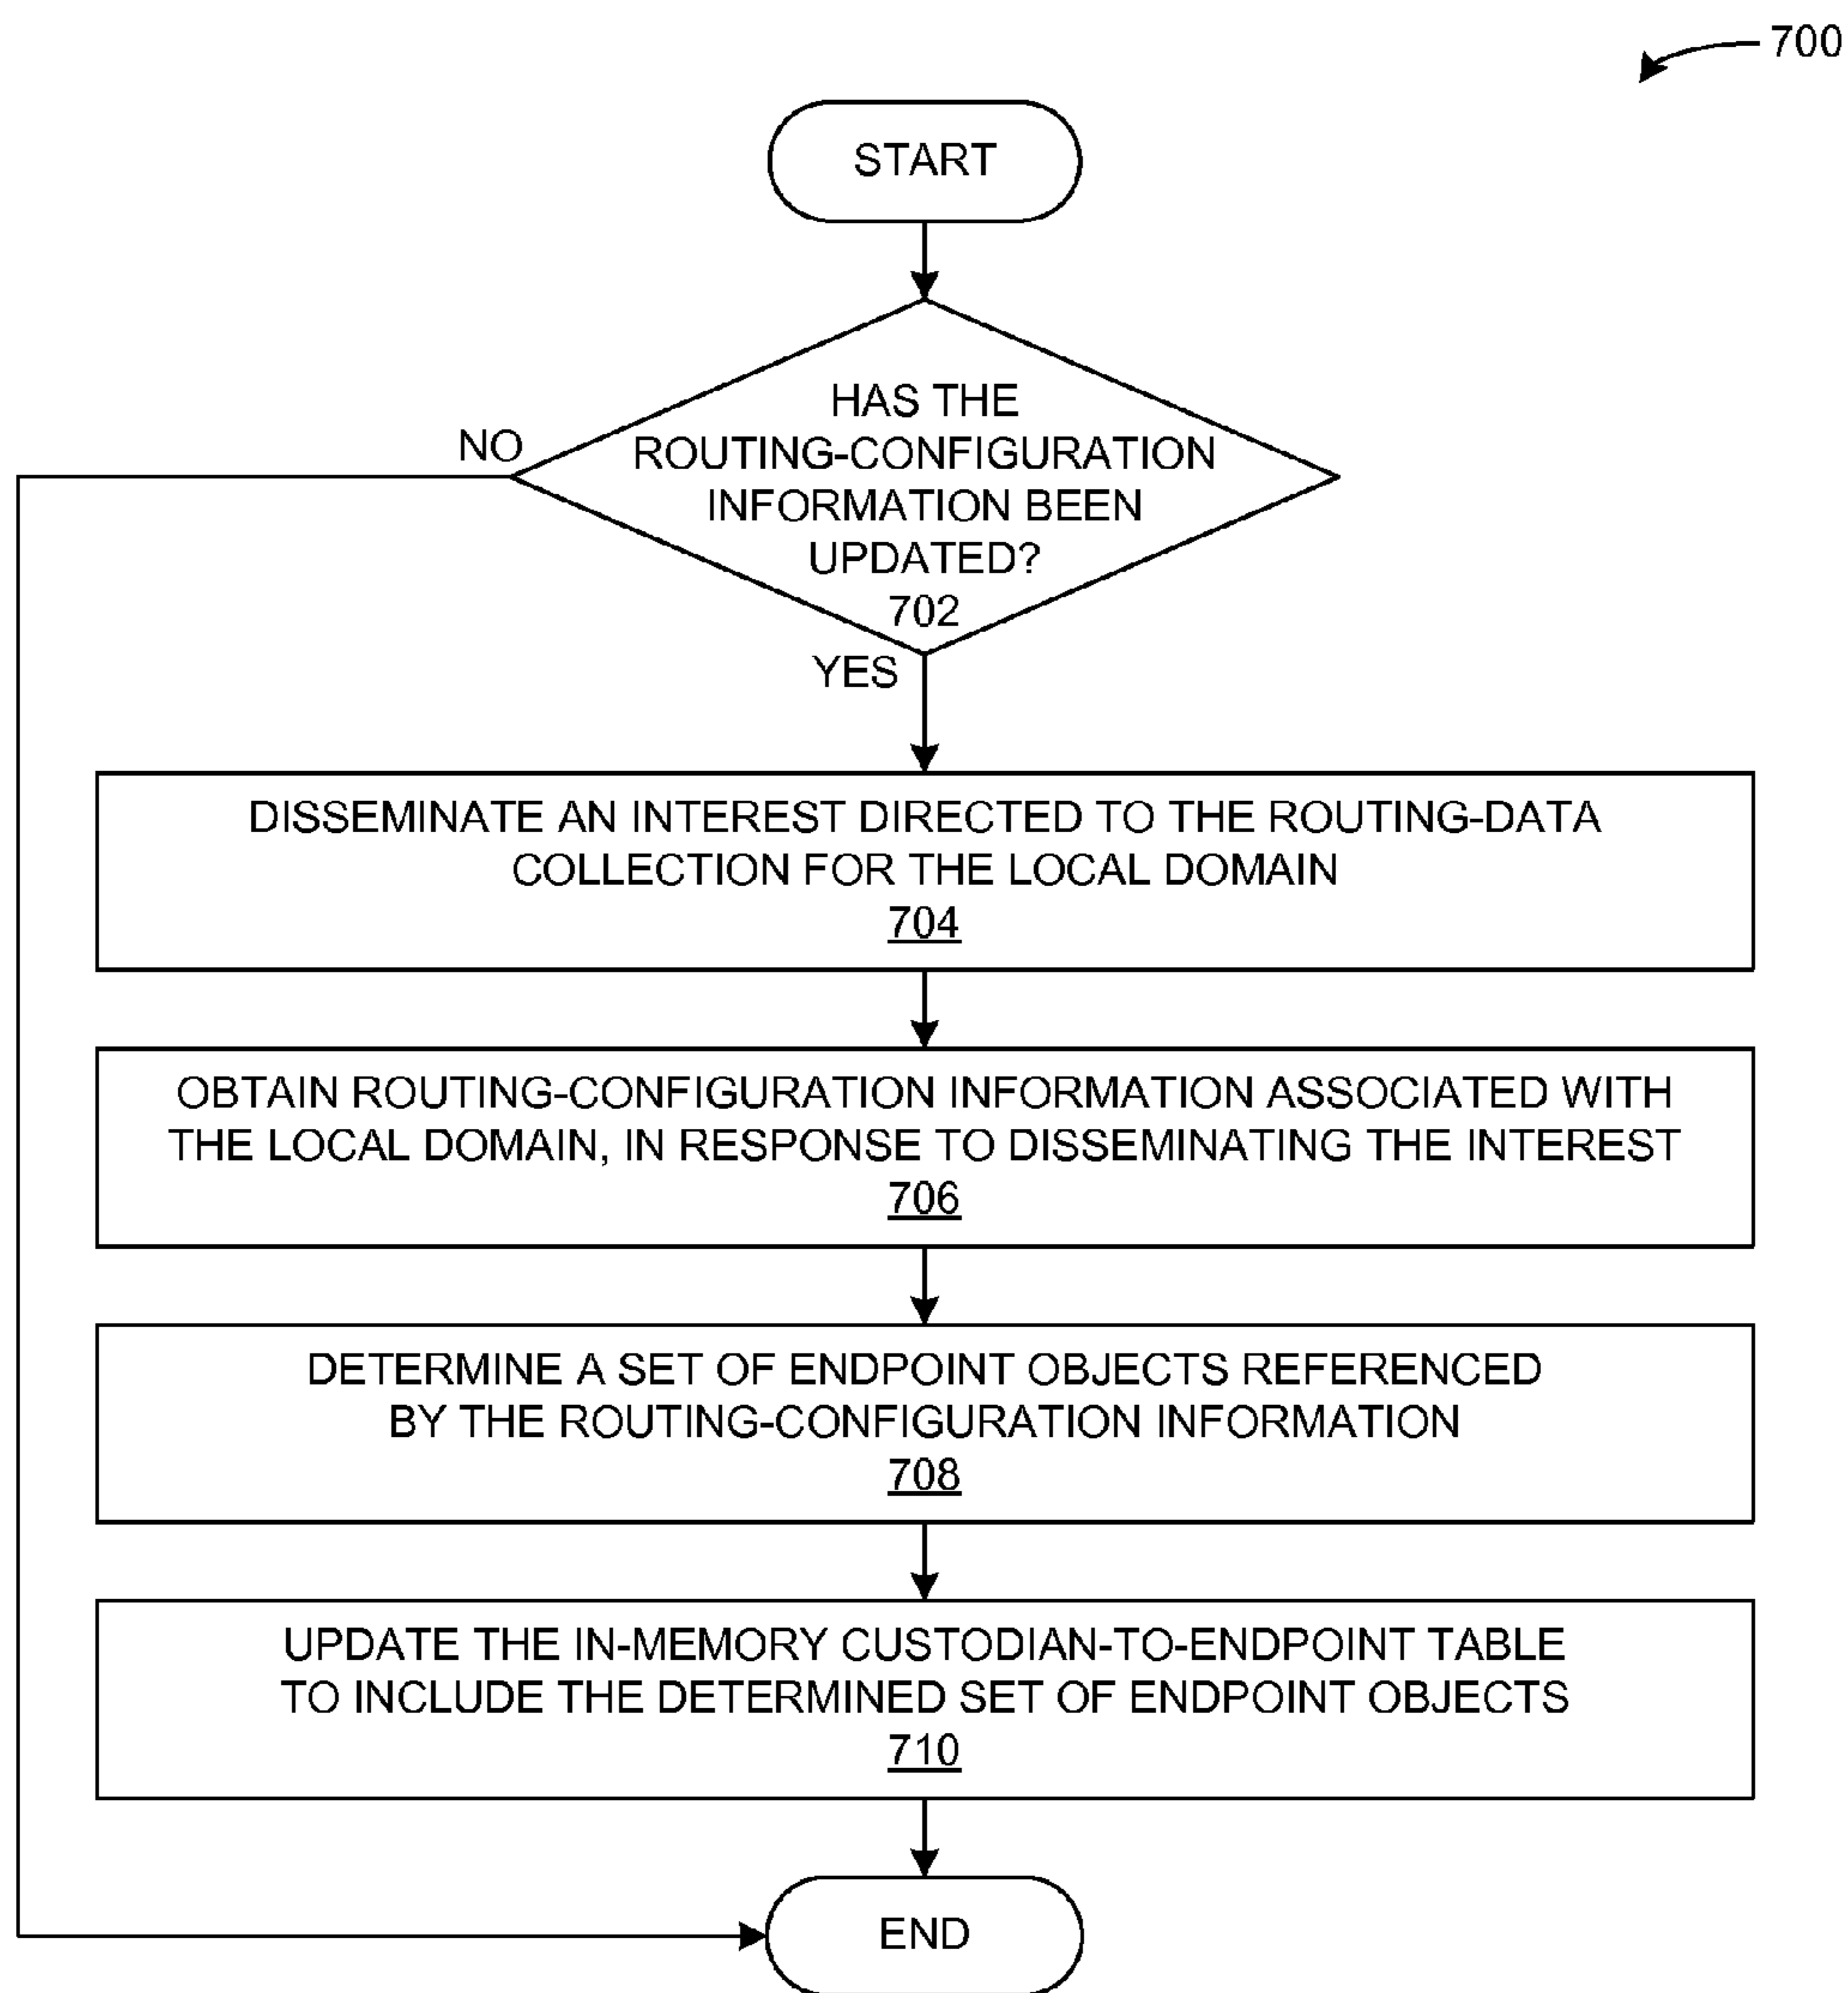 700
START
HAS THE
ROUTING-CONFIGURATION
INFORMATION BEEN
UPDATED?
702
NO
YES
DISSEMINATE AN INTEREST DIRECTED TO THE ROUTING-DATA
COLLECTION FOR THE LOCAL DOMAIN
704
OBTAIN ROUTING-CONFIGURATION INFORMATION ASSOCIATED WITH
THE LOCAL DOMAIN, IN RESPONSE TO DISSEMINATING THE INTEREST
706
DETERMINE A SET OF ENDPOINT OBJECTS REFERENCED
BY THE ROUTING-CONFIGURATION INFORMATION
708
UPDATE THE IN-MEMORY CUSTODIAN-TO-ENDPOINT TABLE
TO INCLUDE THE DETERMINED SET OF ENDPOINT OBJECTS
710
END